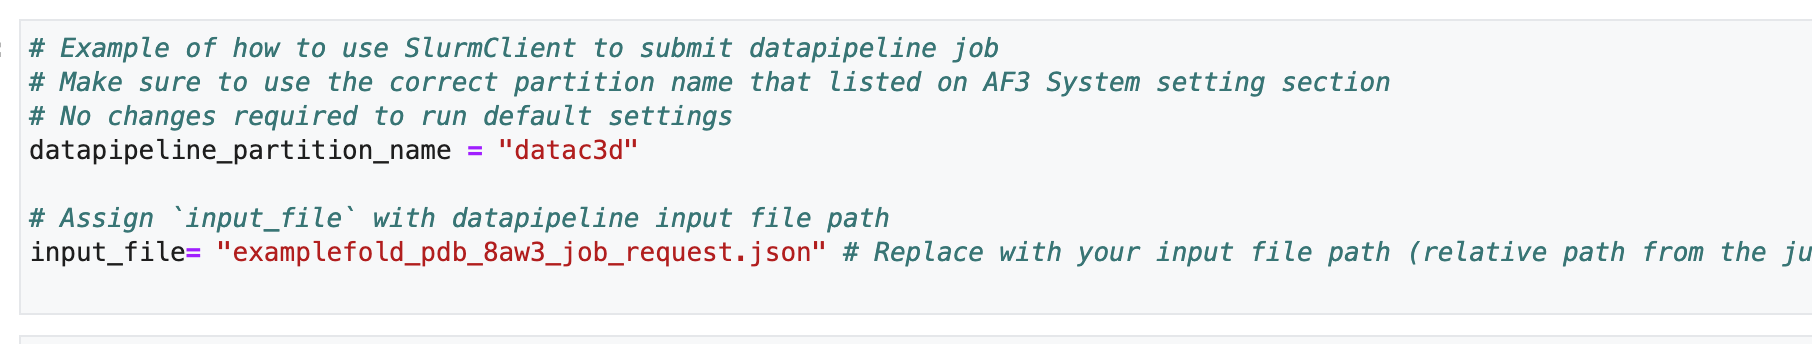 # Example of how to use SlurmClient to submit datapipeline job
# Make sure to use the correct partition name that listed on AF3 System setting section
# No changes required to run default settings
datapipeline_partition_name = "datac3d"
# Assign `input_file` with datapipeline input file path
input_file= "examplefold_pdb_8aw3_job_request.json" # Replace with your input file path (relative path from the ju